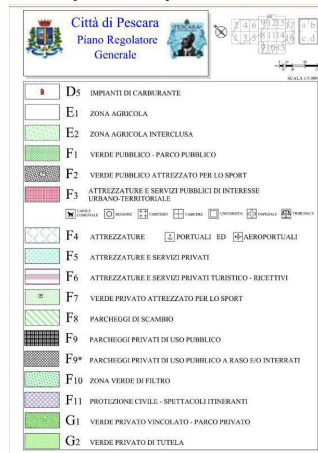 Città di Pescara
Piano Regolatore
Generale
PESCARA
SCALA 1:5.000
D5 IMPIANTI DI CARBURANTE
E1 ZONA AGRICOLA
E2 ZONA AGRICOLA INTERCLUSA
F1 VERDE PUBBLICO - PARCO PUBBLICO
F2 VERDE PUBBLICO ATTREZZATO PER LO SPORT
F3 ATTREZZATURE E SERVIZI PUBBLICI DI INTERESSE
URBANO-TERRITORIALE
CANILE COMUNALE REGIONE CIMITERO CARCERE UNIVERSITÀ OSPEDALE TRIBUNALE
F4 ATTREZZATURE PORTUALI ED AEROPORTUALI
F5 ATTREZZATURE E SERVIZI PRIVATI
F6 ATTREZZATURE E SERVIZI PRIVATI TURISTICO - RICETTIVI
F7 VERDE PRIVATO ATTREZZATO PER LO SPORT
F8 PARCHEGGI DI SCAMBIO
F9 PARCHEGGI PRIVATI DI USO PUBBLICO
F9* PARCHEGGI PRIVATI DI USO PUBBLICO A RASO E/O INTERRATI
F10 ZONA VERDE DI FILTRO
F11 PROTEZIONE CIVILE - SPETTACOLI ITINERANTI
G1 VERDE PRIVATO VINCOLATO - PARCO PRIVATO
G2 VERDE PRIVATO DI TUTELA